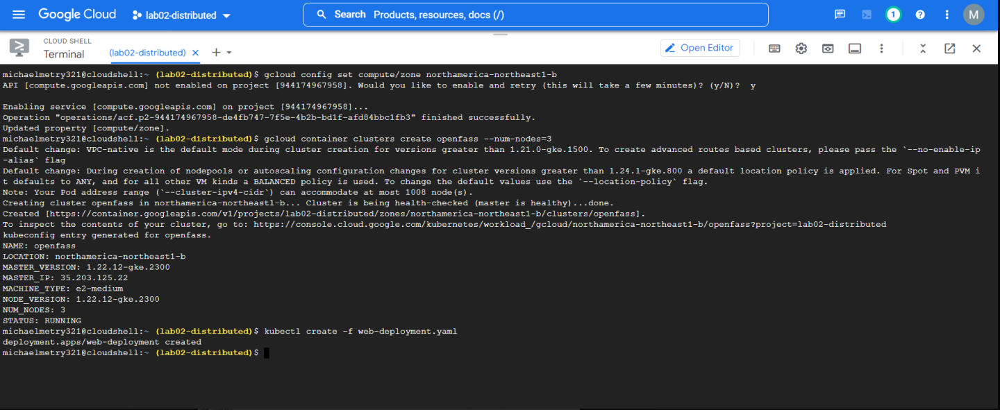 Google Cloud
lab02-distributed
Search Products, resources, docs (/)
1
M
CLOUD SHELL
Terminal
(lab02-distributed)
Open Editor
michaelmetry321@cloudshell:~ (lab02-distributed)$ gcloud config set compute/zone northamerica-northeast1-b
API [compute.googleapis.com] not enabled on project [944174967958]. Would you like to enable and retry (this will take a few minutes)? (y/N)?  y
Enabling service [compute.googleapis.com] on project [944174967958]...
Operation "operations/acf.p2-944174967958-de4fb747-7f5e-4b2b-bd1f-afd84bbc1fb3" finished successfully.
Updated property [compute/zone].
michaelmetry321@cloudshell:~ (lab02-distributed)$ gcloud container clusters create openfass --num-nodes=3
Default change: VPC-native is the default mode during cluster creation for versions greater than 1.21.0-gke.1500. To create advanced routes based clusters, please pass the `--no-enable-ip
-alias` flag
Default change: During creation of nodepools or autoscaling configuration changes for cluster versions greater than 1.24.1-gke.800 a default location policy is applied. For Spot and PVM i
t defaults to ANY, and for all other VM kinds a BALANCED policy is used. To change the default values use the `--location-policy` flag.
Note: Your Pod address range (`--cluster-ipv4-cidr`) can accommodate at most 1008 node(s).
Creating cluster openfass in northamerica-northeast1-b... Cluster is being health-checked (master is healthy)...done.
Created [https://container.googleapis.com/v1/projects/lab02-distributed/zones/northamerica-northeast1-b/clusters/openfass].
To inspect the contents of your cluster, go to: https://console.cloud.google.com/kubernetes/workload_/gcloud/northamerica-northeast1-b/openfass?project=lab02-distributed
kubeconfig entry generated for openfass.
NAME: openfass
LOCATION: northamerica-northeast1-b
MASTER_VERSION: 1.22.12-gke.2300
MASTER_IP: 35.203.125.22
MACHINE_TYPE: e2-medium
NODE_VERSION: 1.22.12-gke.2300
NUM_NODES: 3
STATUS: RUNNING
michaelmetry321@cloudshell:~ (lab02-distributed)$ kubectl create -f web-deployment.yaml
deployment.apps/web-deployment created
michaelmetry321@cloudshell:~ (lab02-distributed)$